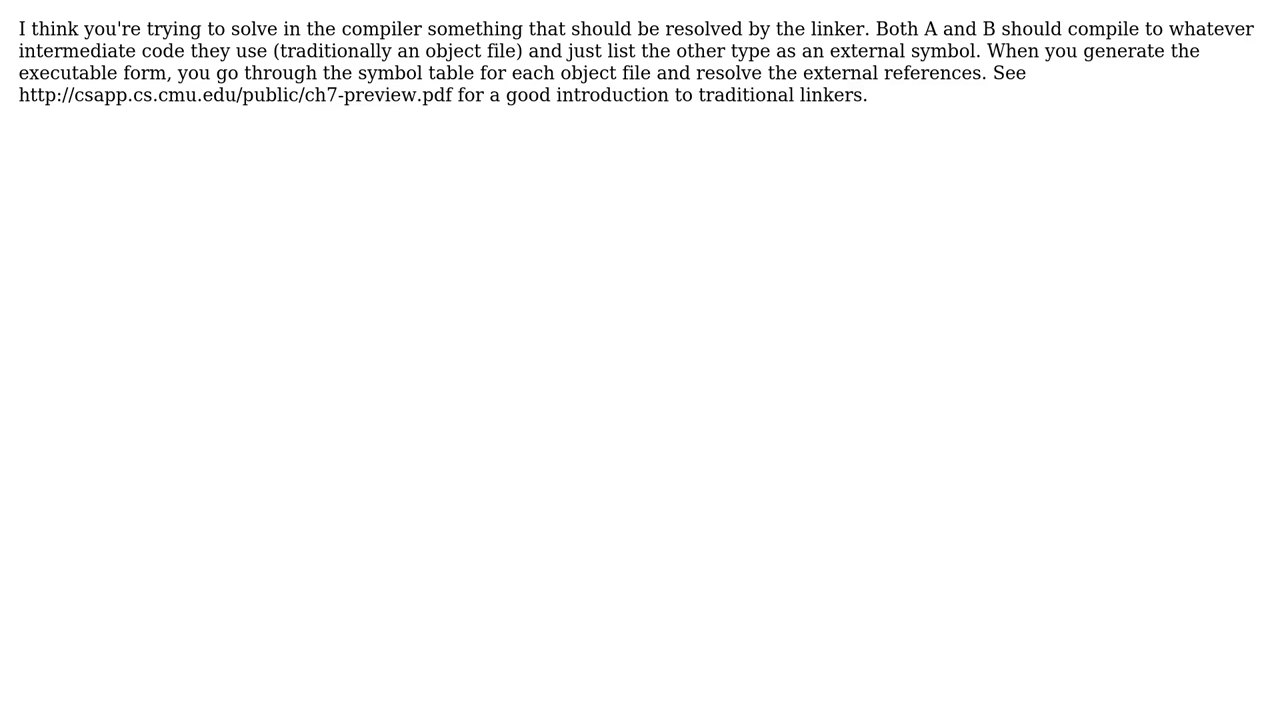 I think you're trying to solve in the compiler something that should be resolved by the linker. Both A and B should compile to whatever
intermediate code they use (traditionally an object file) and just list the other type as an external symbol. When you generate the
executable form, you go through the symbol table for each object file and resolve the external references. See
http://csapp.cs.cmu.edu/public/ch7-preview.pdf for a good introduction to traditional linkers.